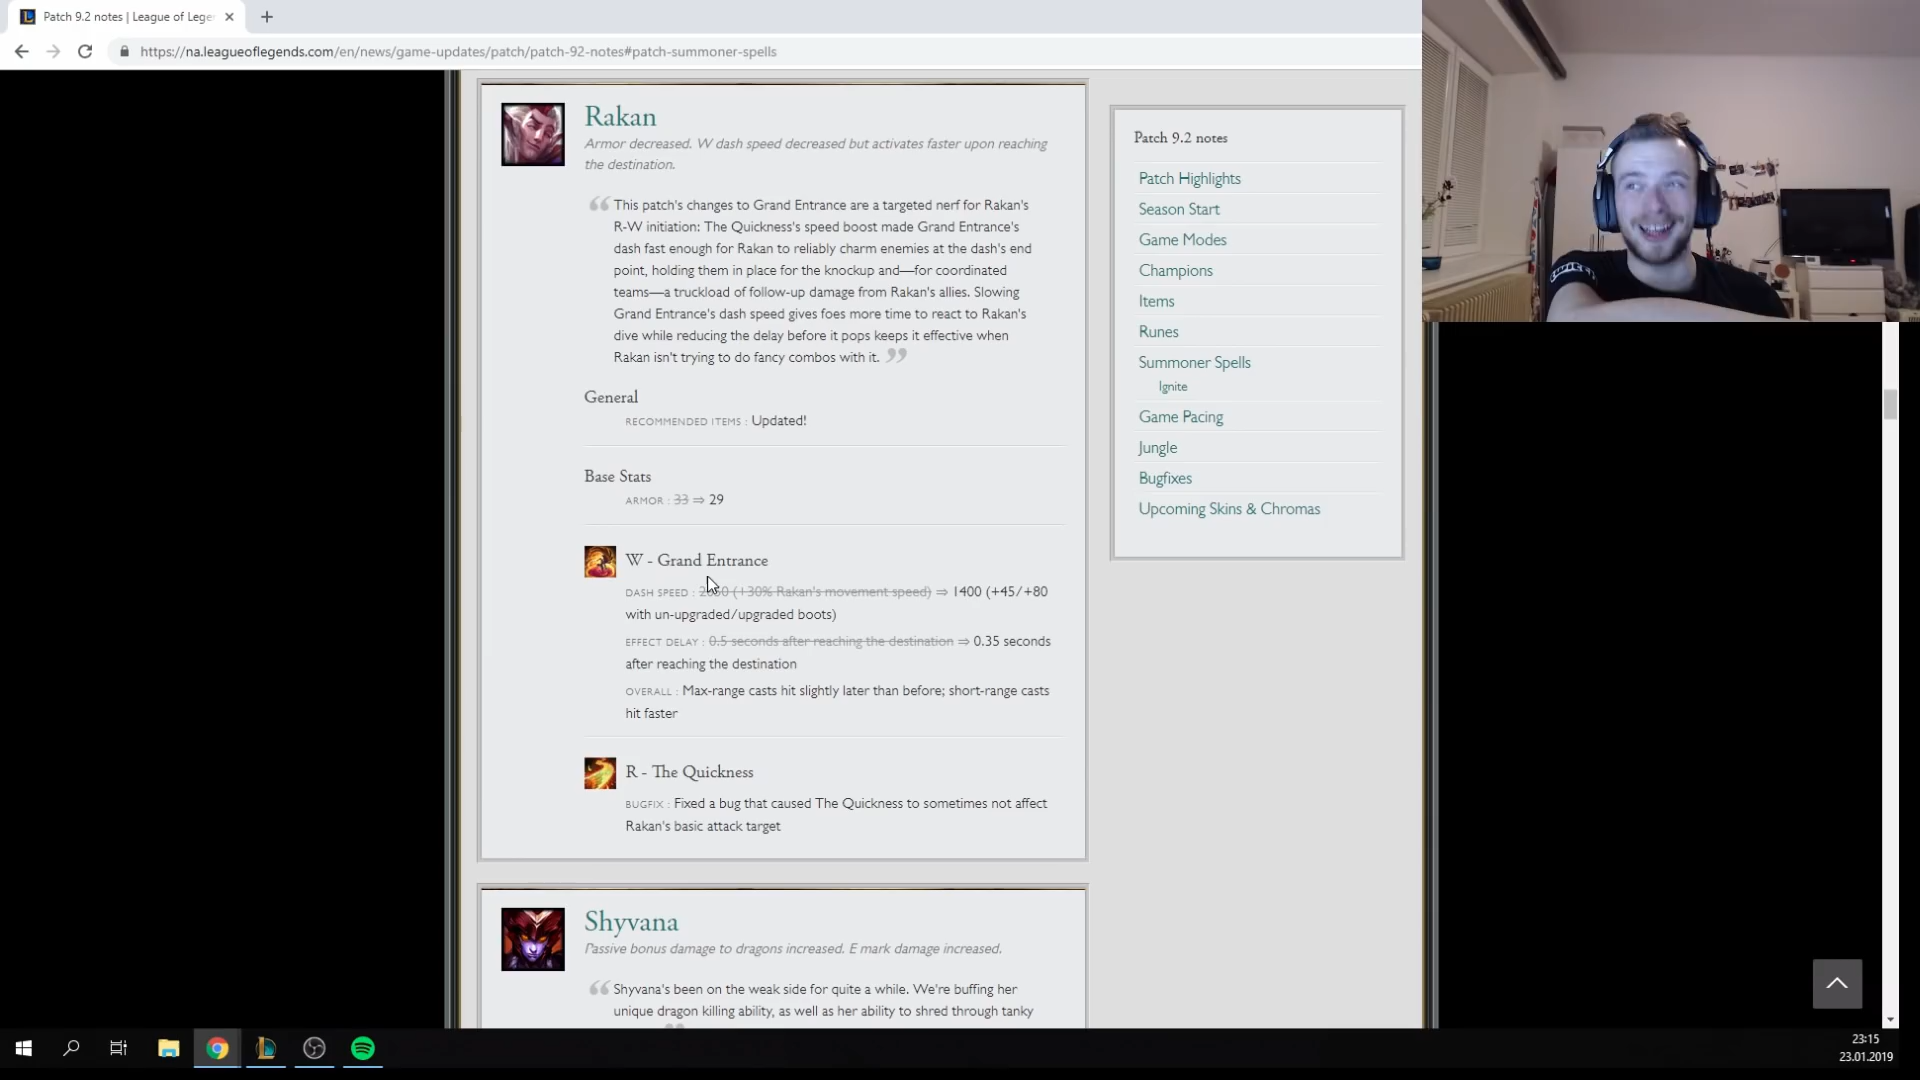 Patch 9.2 notes | League of Lege
https://na.leagueoflegends.com/en/news/game-updates/patch/patch-92-notes#patch-summoner-spells
Rakan
Armor decreased. W dash speed decreased but activates faster upon reaching
the destination.
“ This patch's changes to Grand Entrance are a targeted nerf for Rakan's
R-W initiation: The Quickness's speed boost made Grand Entrance's
dash fast enough for Rakan to reliably charm enemies at the dash's end
point, holding them in place for the knockup and—for coordinated
teams—a truckload of follow-up damage from Rakan's allies. Slowing
Grand Entrance's dash speed gives foes more time to react to Rakan's
dive while reducing the delay before it pops keeps it effective when
Rakan isn't trying to do fancy combos with it. ”
General
RECOMMENDED ITEMS : Updated!
Base Stats
ARMOR : 33 ⇒ 29
W - Grand Entrance
DASH SPEED : (+30% Rakan's movement speed) ⇒ 1400 (+45/+80
with un-upgraded/upgraded boots)
EFFECT DELAY : 0.5 seconds after reaching the destination ⇒ 0.35 seconds
after reaching the destination
OVERALL : Max-range casts hit slightly later than before; short-range casts
hit faster
R - The Quickness
BUGFIX : Fixed a bug that caused The Quickness to sometimes not affect
Rakan's basic attack target
Shyvana
Passive bonus damage to dragons increased. E mark damage increased.
“ Shyvana's been on the weak side for quite a while. We're buffing her
unique dragon killing ability, as well as her ability to shred through tanky
Patch 9.2 notes
Patch Highlights
Season Start
Game Modes
Champions
Items
Runes
Summoner Spells
Ignite
Game Pacing
Jungle
Bugfixes
Upcoming Skins & Chromas
23:15
23.01.2019